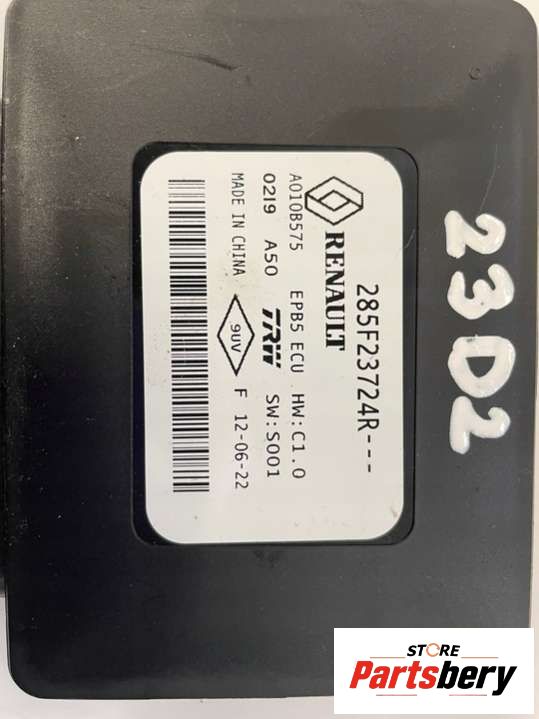 RENAULT
285F23724R---
A010B575 EPB5 ECU HW:C1.0
0219 A50 TRW SW:S001
MADE IN CHINA 9UV F 12-06-22
23D2
STORE
Partsbery